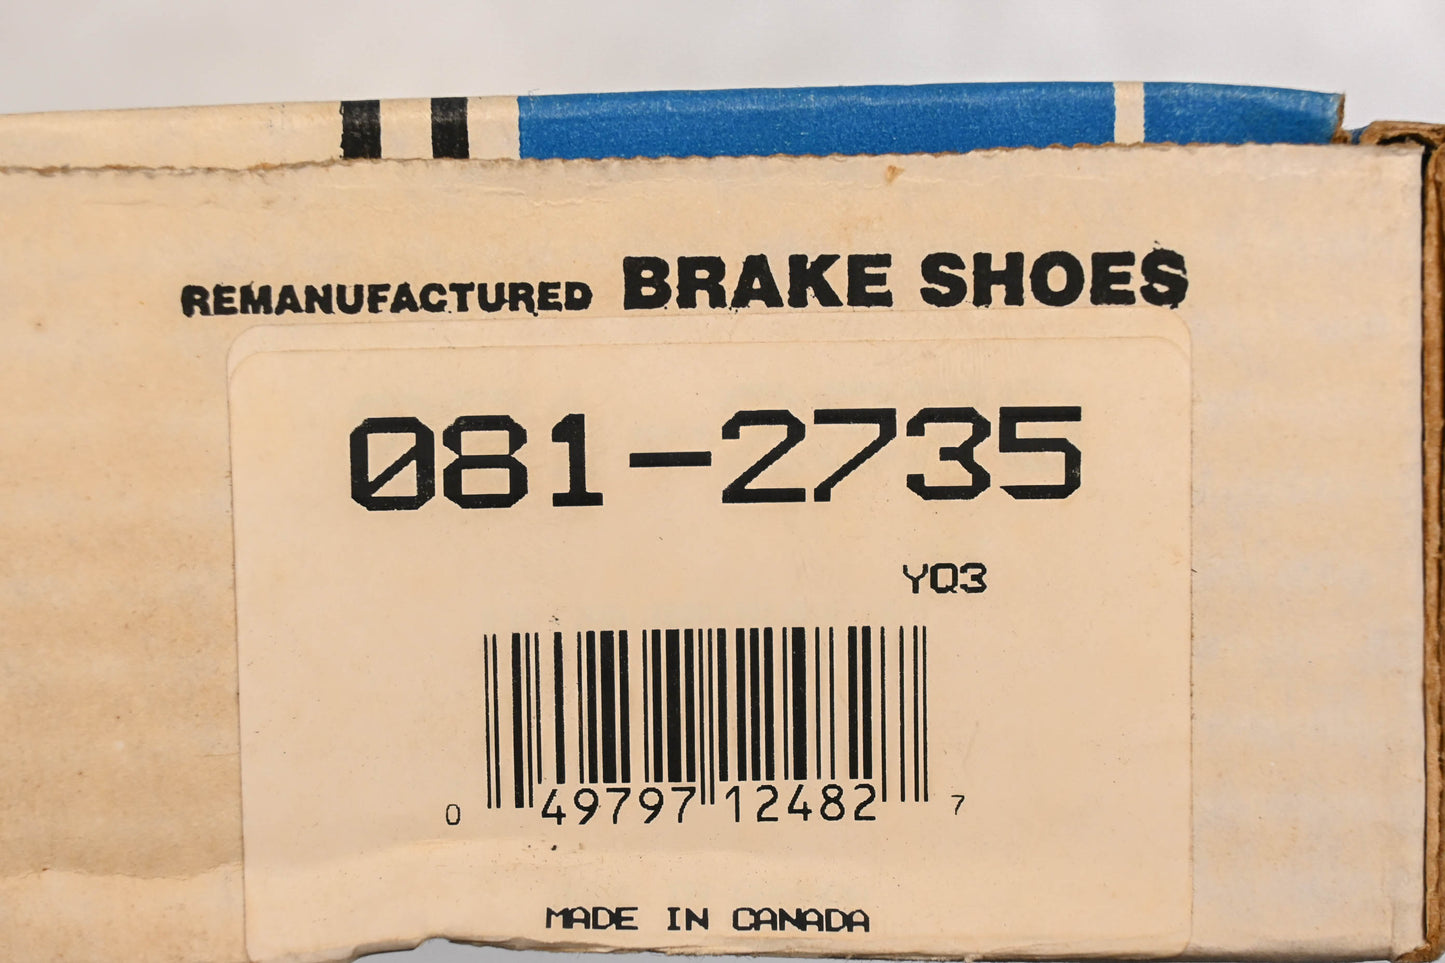 REMANUFACTURED BRAKE SHOES
081-2735
YQ3
0 49797 12482 7
MADE IN CANADA